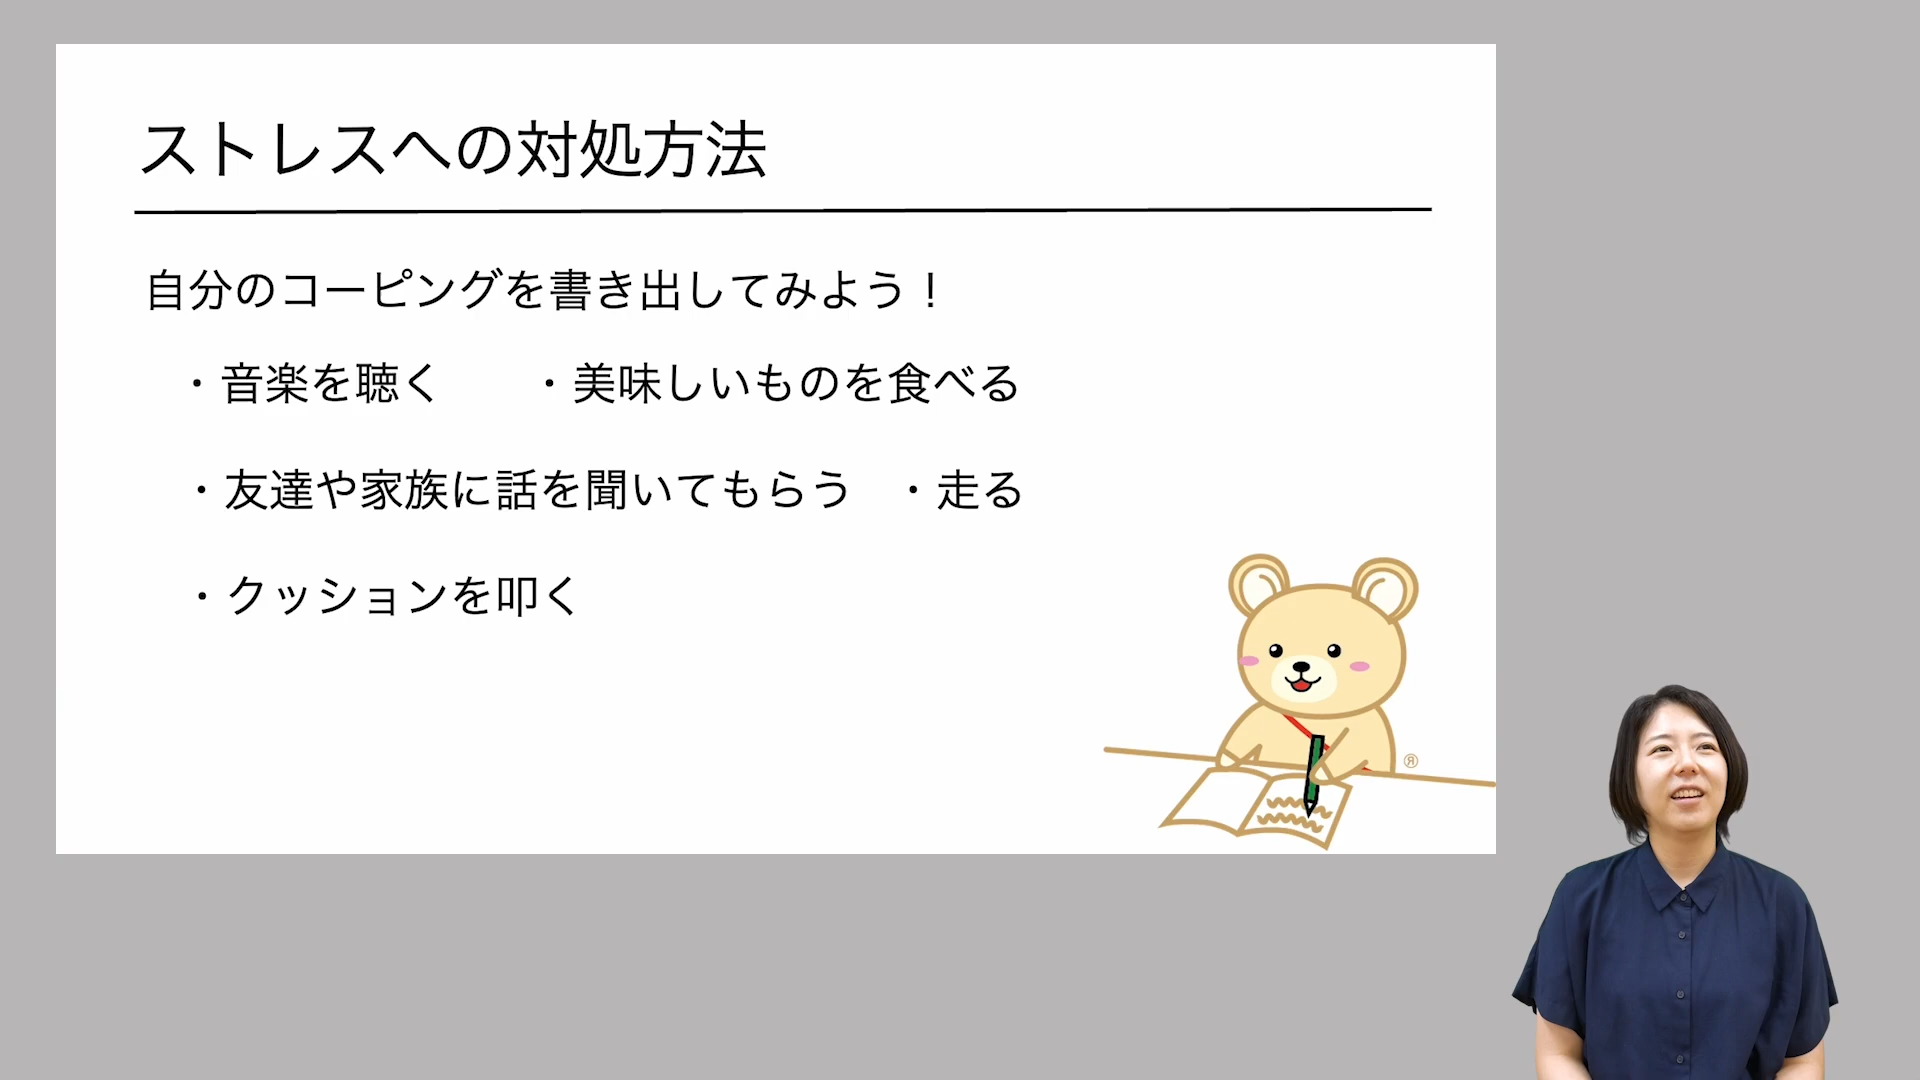 ストレスへの対処方法
自分のコーピングを書き出してみよう！
・音楽を聴く　　・美味しいものを食べる
・友達や家族に話を聞いてもらう　・走る
・クッションを叩く
®